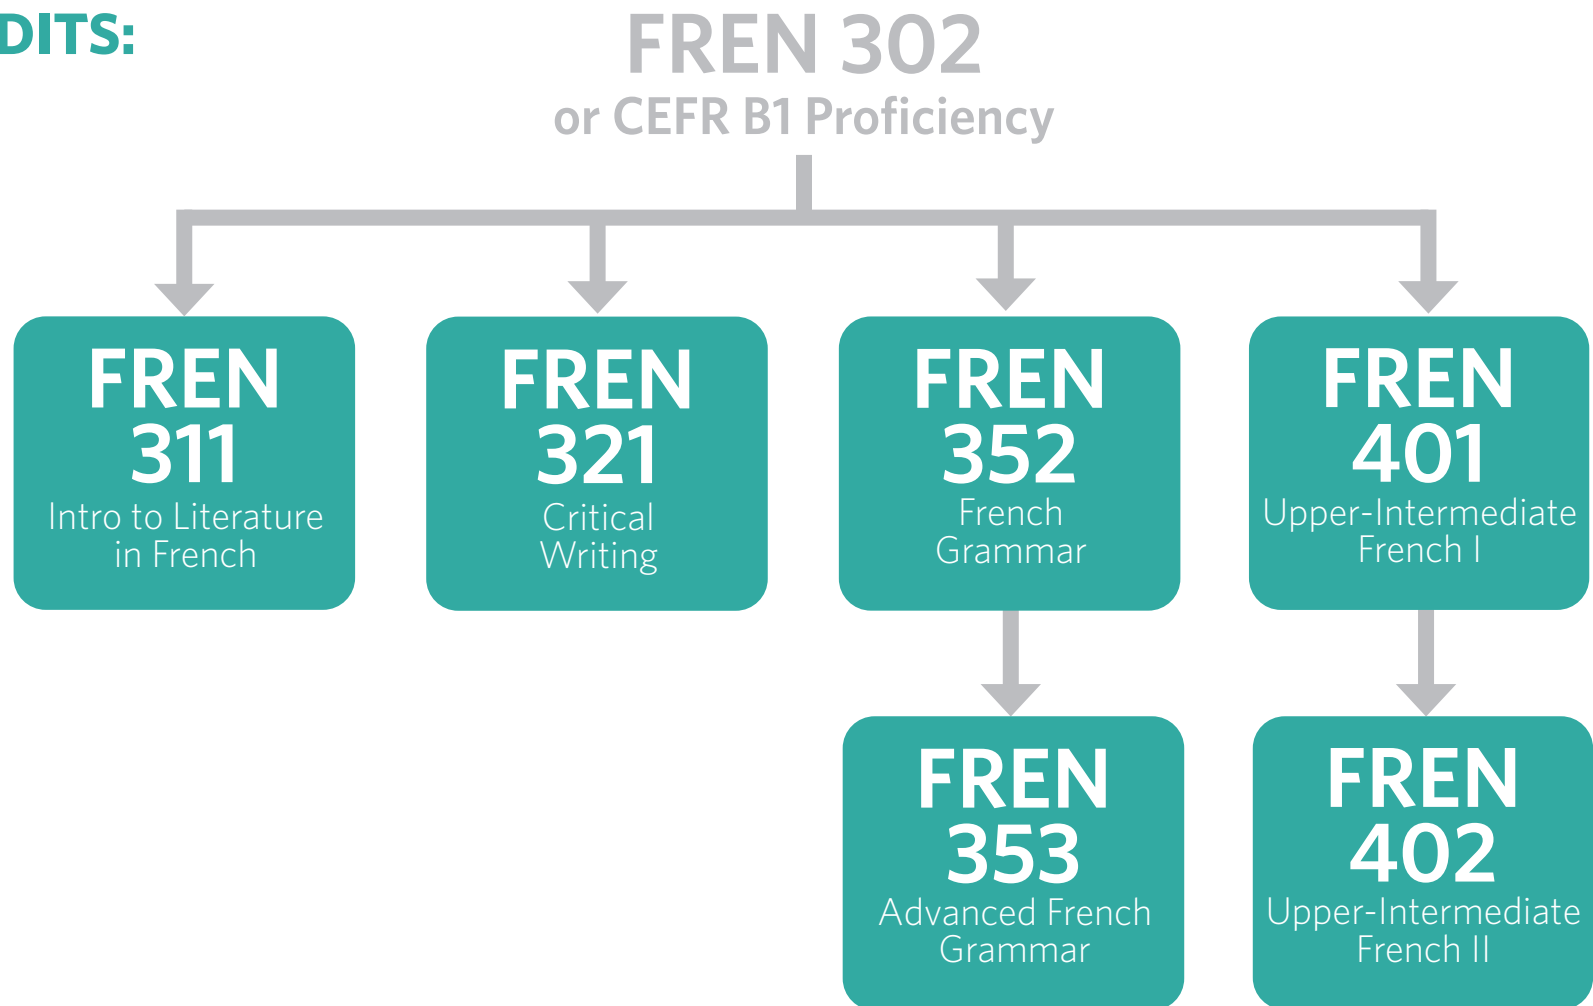 DITS:
FREN 302
or CEFR B1 Proficiency
FREN
311
Intro to Literature
in French
FREN
321
Critical
Writing
FREN
352
French
Grammar
FREN
401
Upper-Intermediate
French I
FREN
353
Advanced French
Grammar
FREN
402
Upper-Intermediate
French II